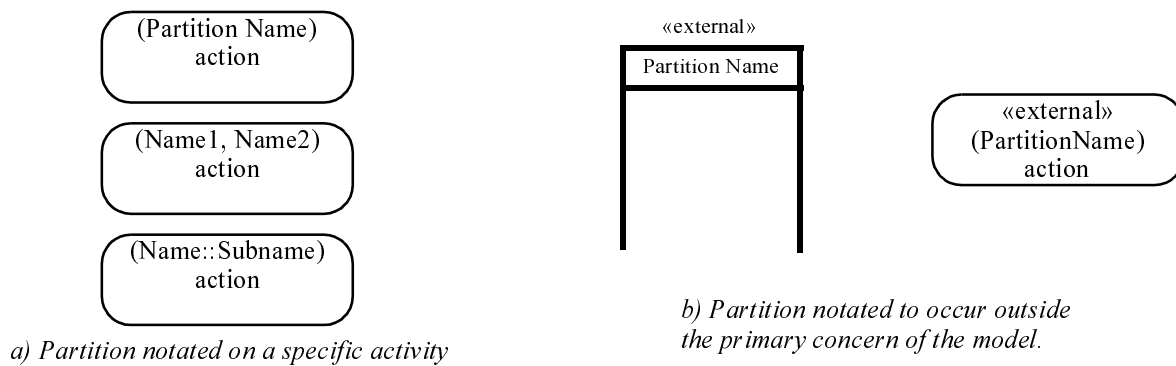 (Partition Name)
action
(Name1, Name2)
action
(Name::Subname)
action
a) Partition notated on a specific activity
«external»
Partition Name
«external»
(PartitionName)
action
b) Partition notated to occur outside
the primary concern of the model.